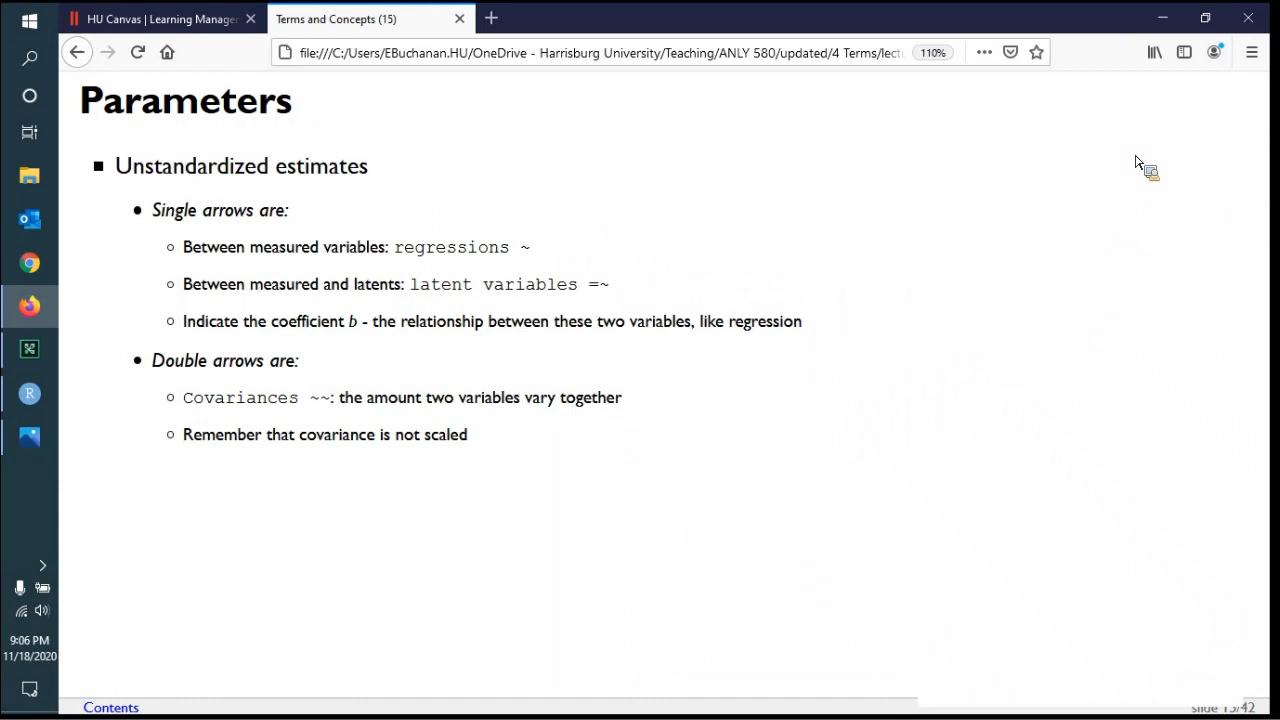 HU Canvas | Learning Manage
Terms and Concepts (15)
file:///C:/Users/EBuchanan.HU/OneDrive - Harrisburg University/Teaching/ANLY 580/updated/4 Terms/lect
110%
Parameters
Unstandardized estimates
Single arrows are:
Between measured variables: regressions ~
Between measured and latents: latent variables =~
Indicate the coefficient b - the relationship between these two variables, like regression
Double arrows are:
Covariances ~~: the amount two variables vary together
Remember that covariance is not scaled
9:06 PM
11/18/2020
Contents
slide 15/42